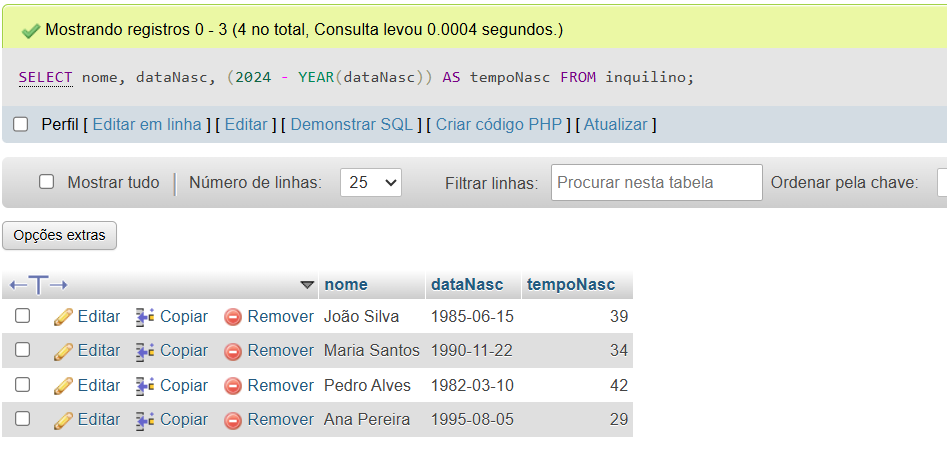 Mostrando registros 0 - 3 (4 no total, Consulta levou 0.0004 segundos.)
SELECT nome, dataNasc, (2024 - YEAR(dataNasc)) AS tempoNasc FROM inquilino;
Perfil [ Editar em linha ] [ Editar ] [ Demonstrar SQL ] [ Criar código PHP ] [ Atualizar ]
Mostrar tudo Número de linhas: 25 Filtrar linhas: Procurar nesta tabela Ordenar pela chave:
Opções extras
nome dataNasc tempoNasc
Editar Copiar Remover João Silva 1985-06-15 39
Editar Copiar Remover Maria Santos 1990-11-22 34
Editar Copiar Remover Pedro Alves 1982-03-10 42
Editar Copiar Remover Ana Pereira 1995-08-05 29